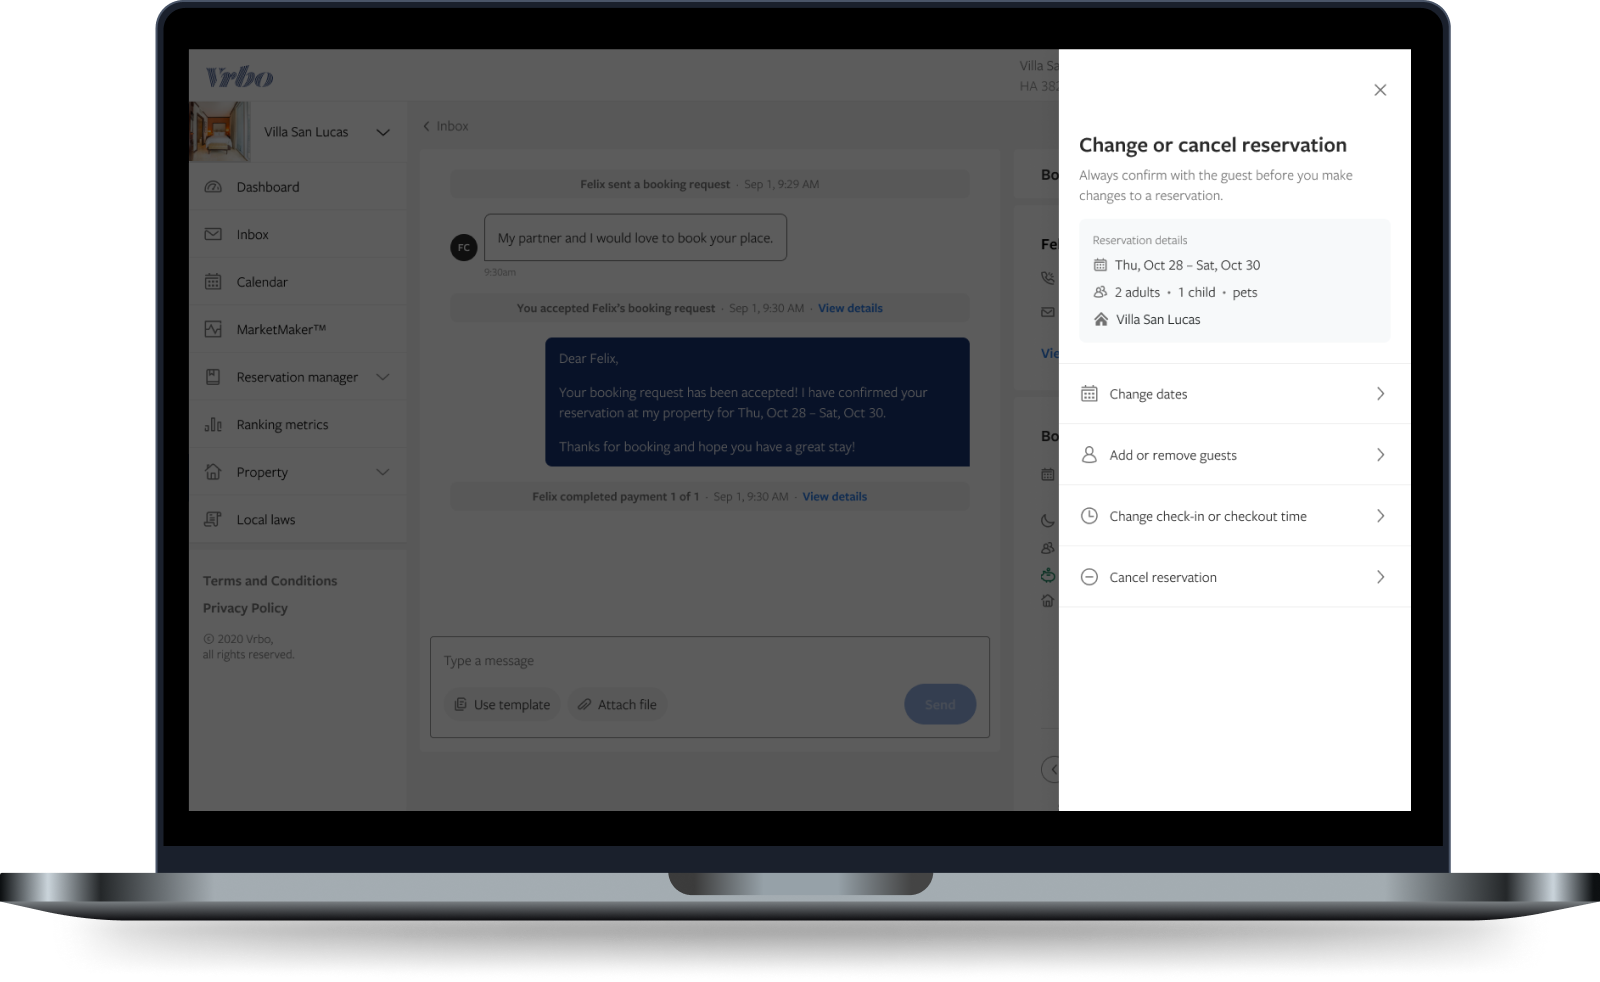 Vrbo
Villa Sa
HA 382
Villa San Lucas
Dashboard
Inbox
Calendar
MarketMaker™
Reservation manager
Ranking metrics
Property
Local laws
Terms and Conditions
Privacy Policy
© 2020 Vrbo,
all rights reserved.
Inbox
Felix sent a booking request · Sep 1, 9:29 AM
FC
My partner and I would love to book your place.
9:30am
You accepted Felix's booking request · Sep 1, 9:30 AM · View details
Dear Felix,
Your booking request has been accepted! I have confirmed your
reservation at my property for Thu, Oct 28 – Sat, Oct 30.
Thanks for booking and hope you have a great stay!
Felix completed payment 1 of 1 · Sep 1, 9:30 AM · View details
Type a message
Use template
Attach file
Send
Bo
Fe
Vie
Bo
Change or cancel reservation
Always confirm with the guest before you make
changes to a reservation.
Reservation details
Thu, Oct 28 – Sat, Oct 30
2 adults • 1 child • pets
Villa San Lucas
Change dates
Add or remove guests
Change check-in or checkout time
Cancel reservation